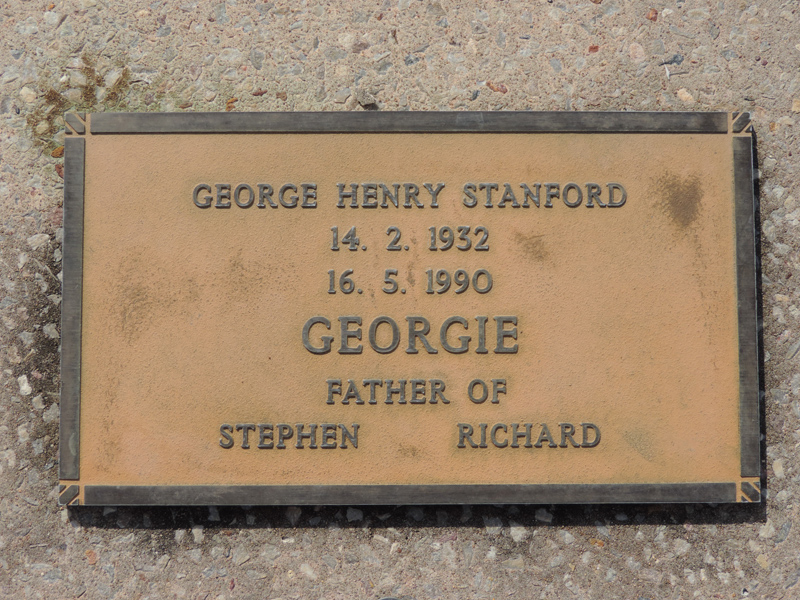 GEORGE HENRY STANFORD
14. 2. 1932
16. 5. 1990
GEORGIE
FATHER OF
STEPHEN RICHARD